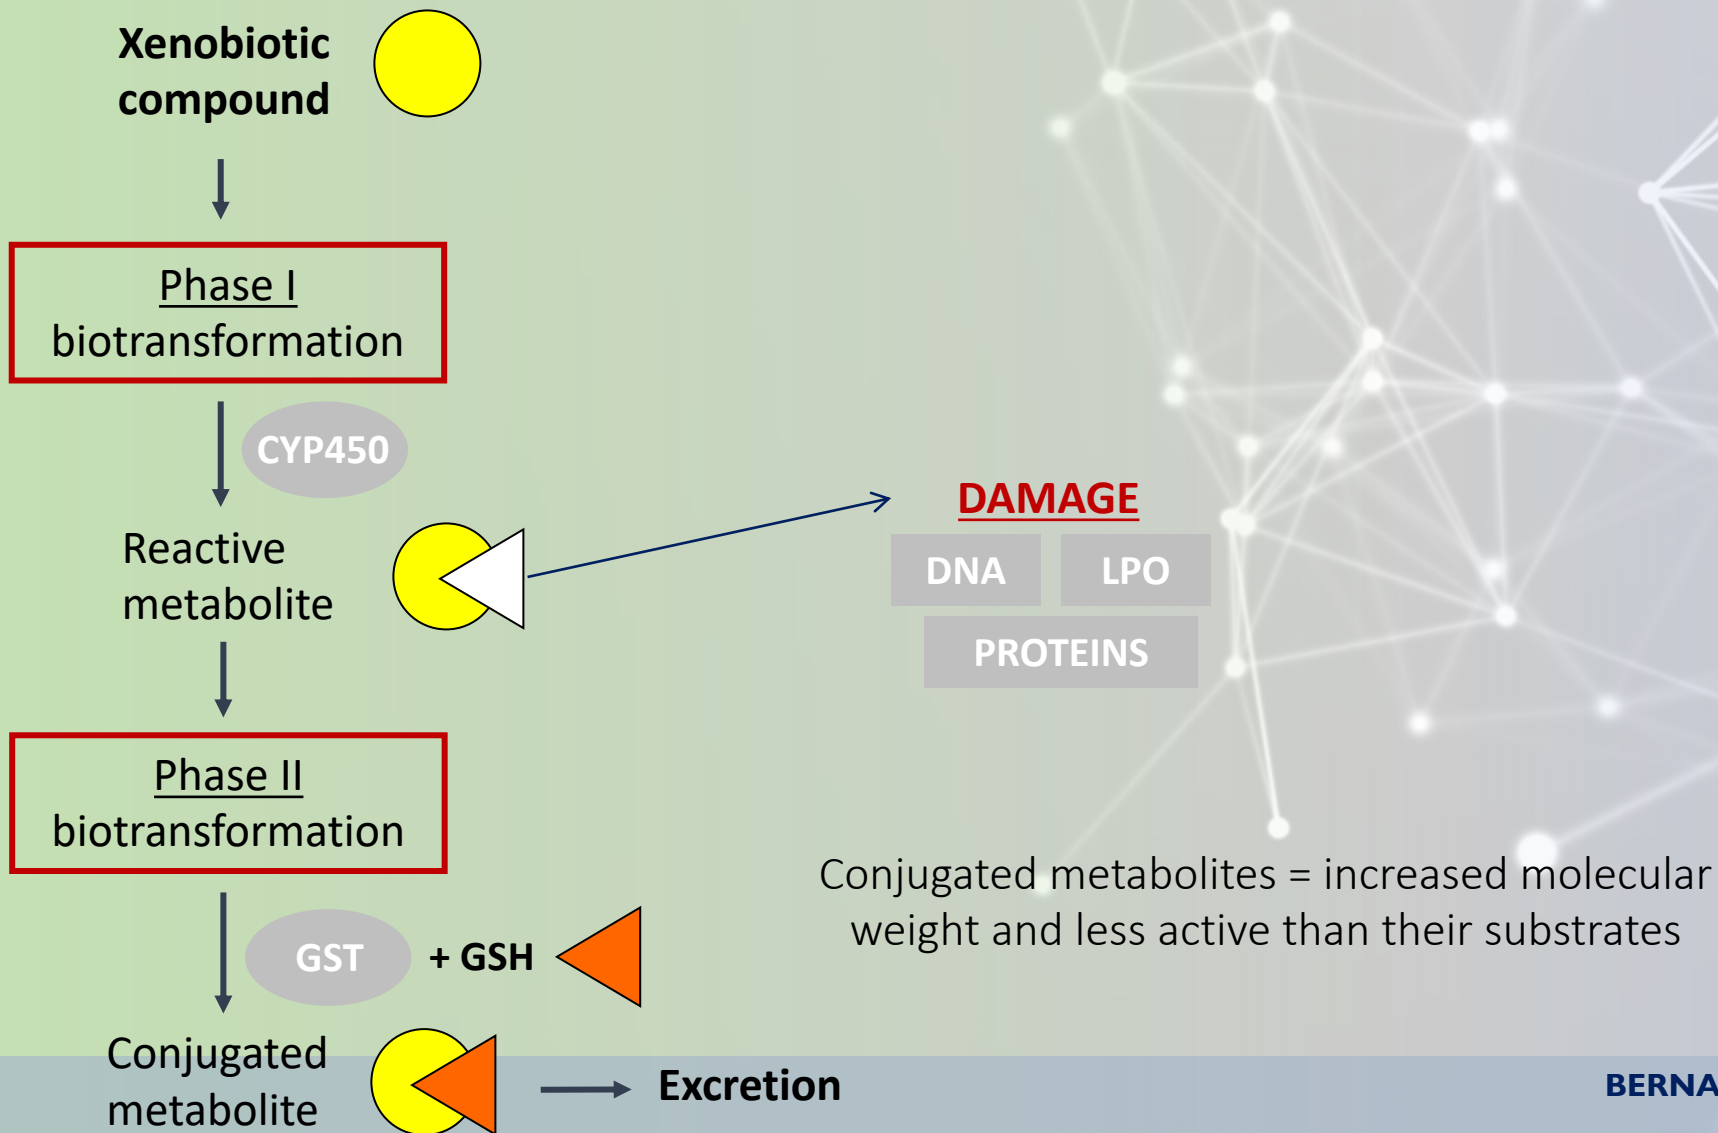 Xenobiotic
compound
Phase I
biotransformation
CYP450
Reactive
metabolite
DAMAGE
DNA
LPO
PROTEINS
Phase II
biotransformation
Conjugated metabolites = increased molecular
weight and less active than their substrates
GST
+ GSH
Conjugated
metabolite
Excretion
BERNA